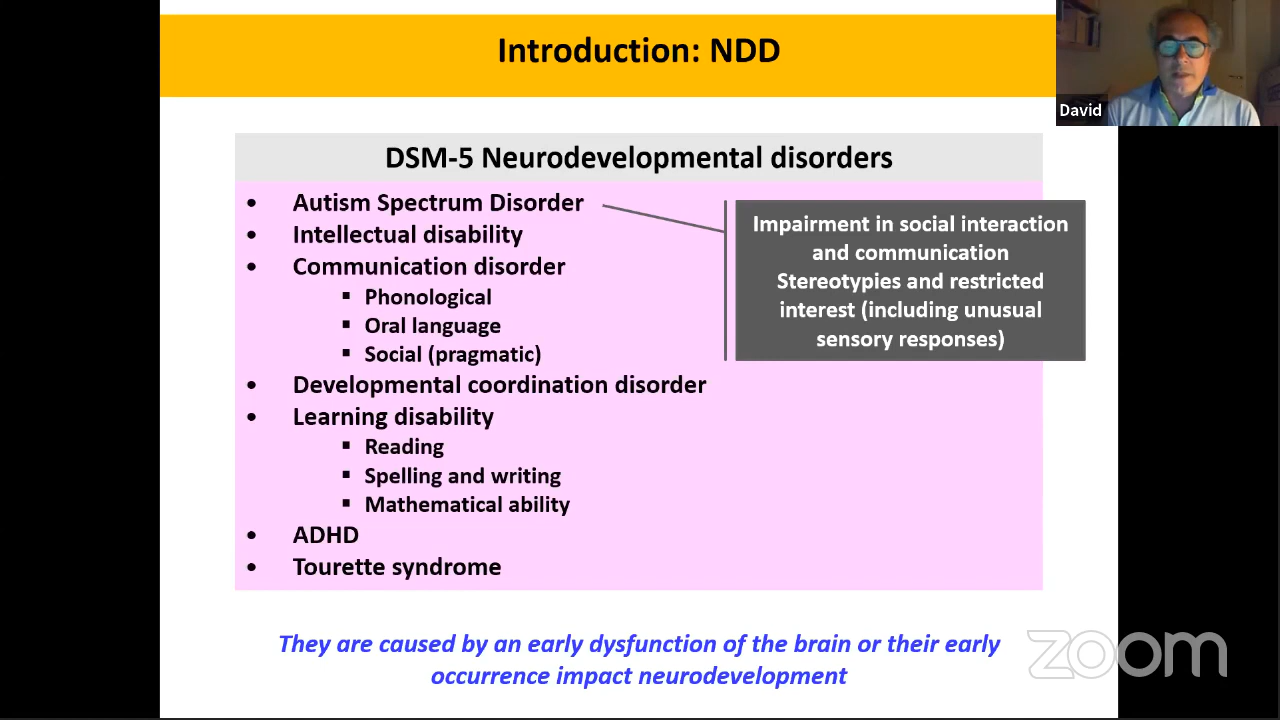 Introduction: NDD
David
DSM-5 Neurodevelopmental disorders
• Autism Spectrum Disorder
• Intellectual disability
• Communication disorder
▪ Phonological
▪ Oral language
▪ Social (pragmatic)
• Developmental coordination disorder
• Learning disability
▪ Reading
▪ Spelling and writing
▪ Mathematical ability
• ADHD
• Tourette syndrome
Impairment in social interaction
and communication
Stereotypies and restricted
interest (including unusual
sensory responses)
They are caused by an early dysfunction of the brain or their early
occurrence impact neurodevelopment
zoom